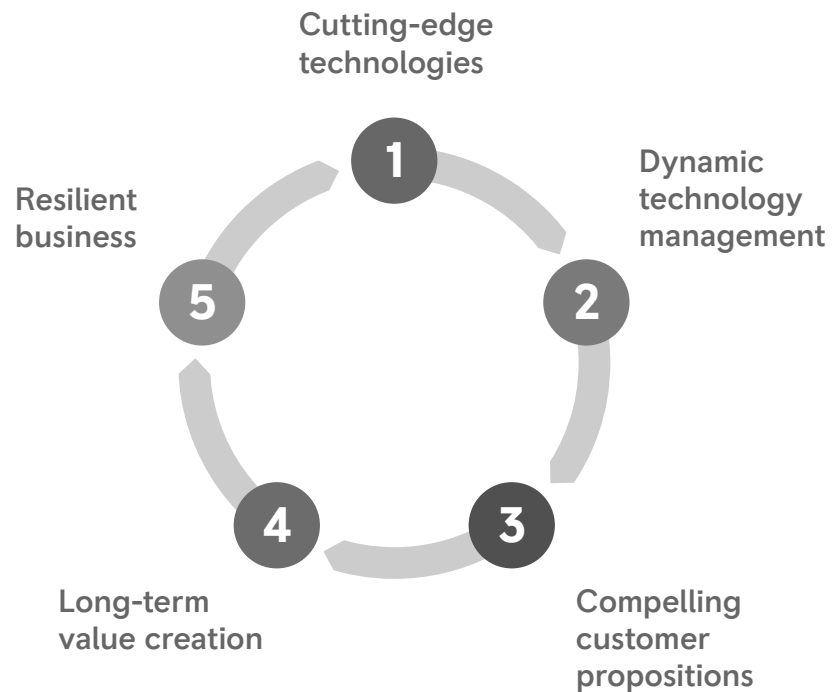 Cutting-edge
technologies
1
Dynamic
technology
management
2
Compelling
customer
propositions
3
Long-term
value creation
4
Resilient
business
5